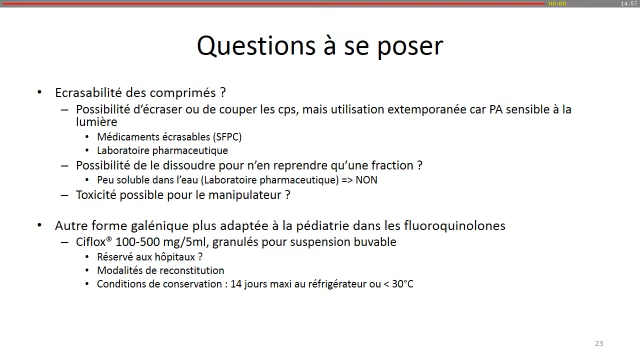 00:00
14:57
Questions à se poser
• Ecrasabilité des comprimés ?
– Possibilité d'écraser ou de couper les cps, mais utilisation extemporanée car PA sensible à la
lumière
• Médicaments écrasables (SFPC)
• Laboratoire pharmaceutique
– Possibilité de le dissoudre pour n'en reprendre qu'une fraction ?
• Peu soluble dans l'eau (Laboratoire pharmaceutique) => NON
– Toxicité possible pour le manipulateur ?
• Autre forme galénique plus adaptée à la pédiatrie dans les fluoroquinolones
– Ciflox® 100-500 mg/5ml, granulés pour suspension buvable
• Réservé aux hôpitaux ?
• Modalités de reconstitution
• Conditions de conservation : 14 jours maxi au réfrigérateur ou < 30°C
23